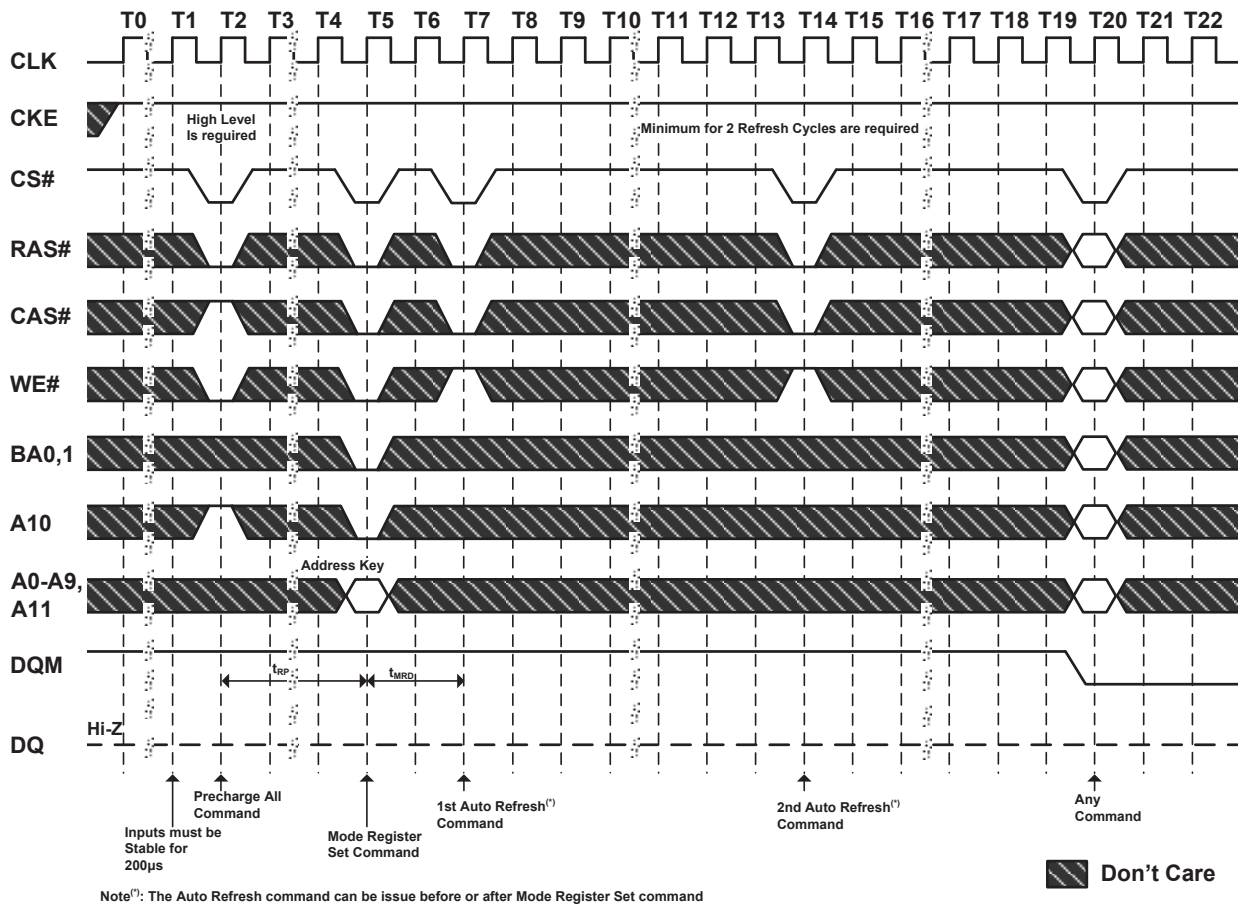 T0 T1 T2 T3 T4 T5 T6 T7 T8 T9 T10 T11 T12 T13 T14 T15 T16 T17 T18 T19 T20 T21 T22
CLK
CKE
High Level
Is reguired
Minimum for 2 Refresh Cycles are required
CS#
RAS#
CAS#
WE#
BA0,1
A10
Address Key
A0-A9,
A11
DQM
tRP
tMRD
Hi-Z
DQ
Precharge All
Command
Inputs must be
Stable for
200µs
Mode Register
Set Command
1st Auto Refresh(*)
Command
2nd Auto Refresh(*)
Command
Any
Command
Don't Care
Note(*): The Auto Refresh command can be issue before or after Mode Register Set command